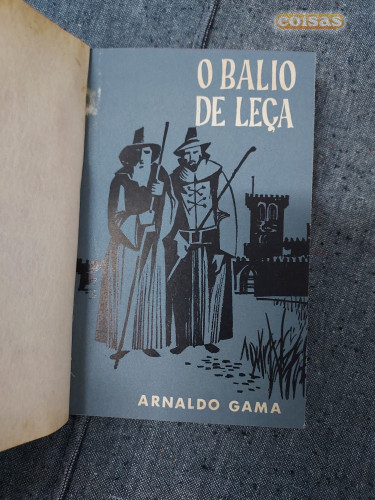 coisas
O BALIO
DE LEÇA
ARNALDO GAMA